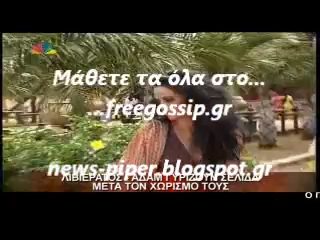 Μάθετε τα όλα στο...
...freegossip.gr
news-piper.blogspot.gr
ΛΙΒΙΕΡΑΤΟΣ - ΑΔΑΜ ΓΥΡΙΖΟΥΝ ΣΕΛΙΔΑ
ΜΕΤΑ ΤΟΝ ΧΩΡΙΣΜΟ ΤΟΥΣ